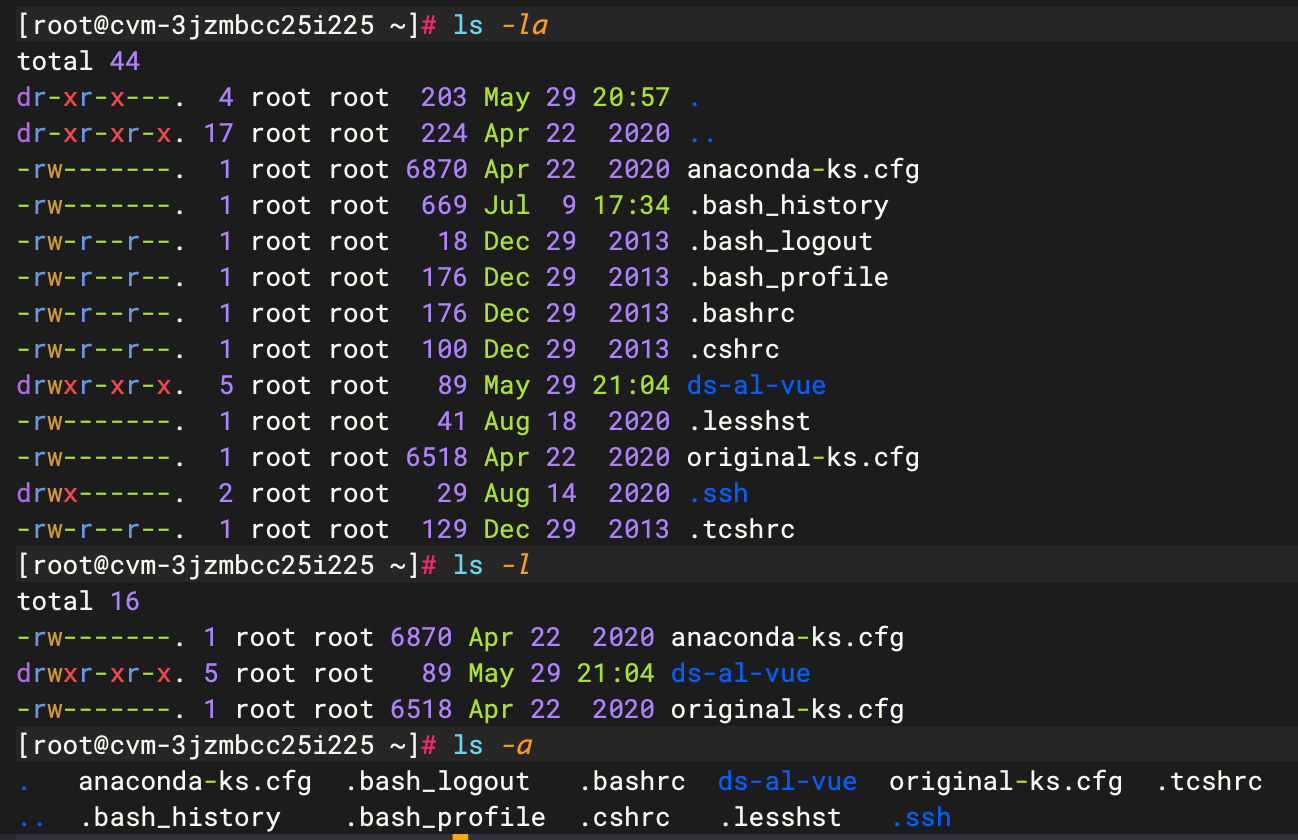 [root@cvm-3jzmbcc25i225 ~]# ls -la
total 44
dr-xr-x---.  4 root root  203 May 29 20:57 .
dr-xr-xr-x. 17 root root  224 Apr 22  2020 ..
-rw-------.  1 root root 6870 Apr 22  2020 anaconda-ks.cfg
-rw-------.  1 root root  669 Jul  9 17:34 .bash_history
-rw-r--r--.  1 root root   18 Dec 29  2013 .bash_logout
-rw-r--r--.  1 root root  176 Dec 29  2013 .bash_profile
-rw-r--r--.  1 root root  176 Dec 29  2013 .bashrc
-rw-r--r--.  1 root root  100 Dec 29  2013 .cshrc
drwxr-xr-x.  5 root root   89 May 29 21:04 ds-al-vue
-rw-------.  1 root root   41 Aug 18  2020 .lesshst
-rw-------.  1 root root 6518 Apr 22  2020 original-ks.cfg
drwx------.  2 root root   29 Aug 14  2020 .ssh
-rw-r--r--.  1 root root  129 Dec 29  2013 .tcshrc
[root@cvm-3jzmbcc25i225 ~]# ls -l
total 16
-rw-------. 1 root root 6870 Apr 22  2020 anaconda-ks.cfg
drwxr-xr-x. 5 root root   89 May 29 21:04 ds-al-vue
-rw-------. 1 root root 6518 Apr 22  2020 original-ks.cfg
[root@cvm-3jzmbcc25i225 ~]# ls -a
.   anaconda-ks.cfg  .bash_logout   .bashrc  ds-al-vue  original-ks.cfg  .tcshrc
..  .bash_history    .bash_profile  .cshrc   .lesshst   .ssh